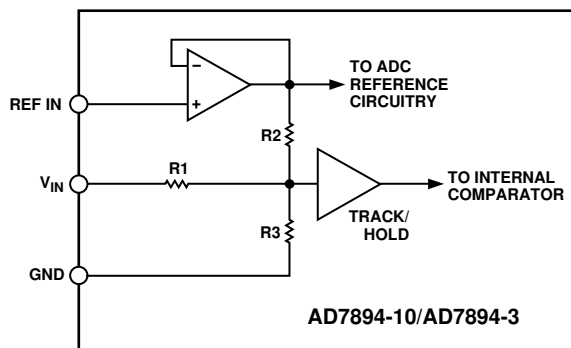 TO ADC
REFERENCE
CIRCUITRY
−
+
REF IN
R2
R1
V_IN
TO INTERNAL
COMPARATOR
TRACK/
HOLD
R3
GND
AD7894-10/AD7894-3